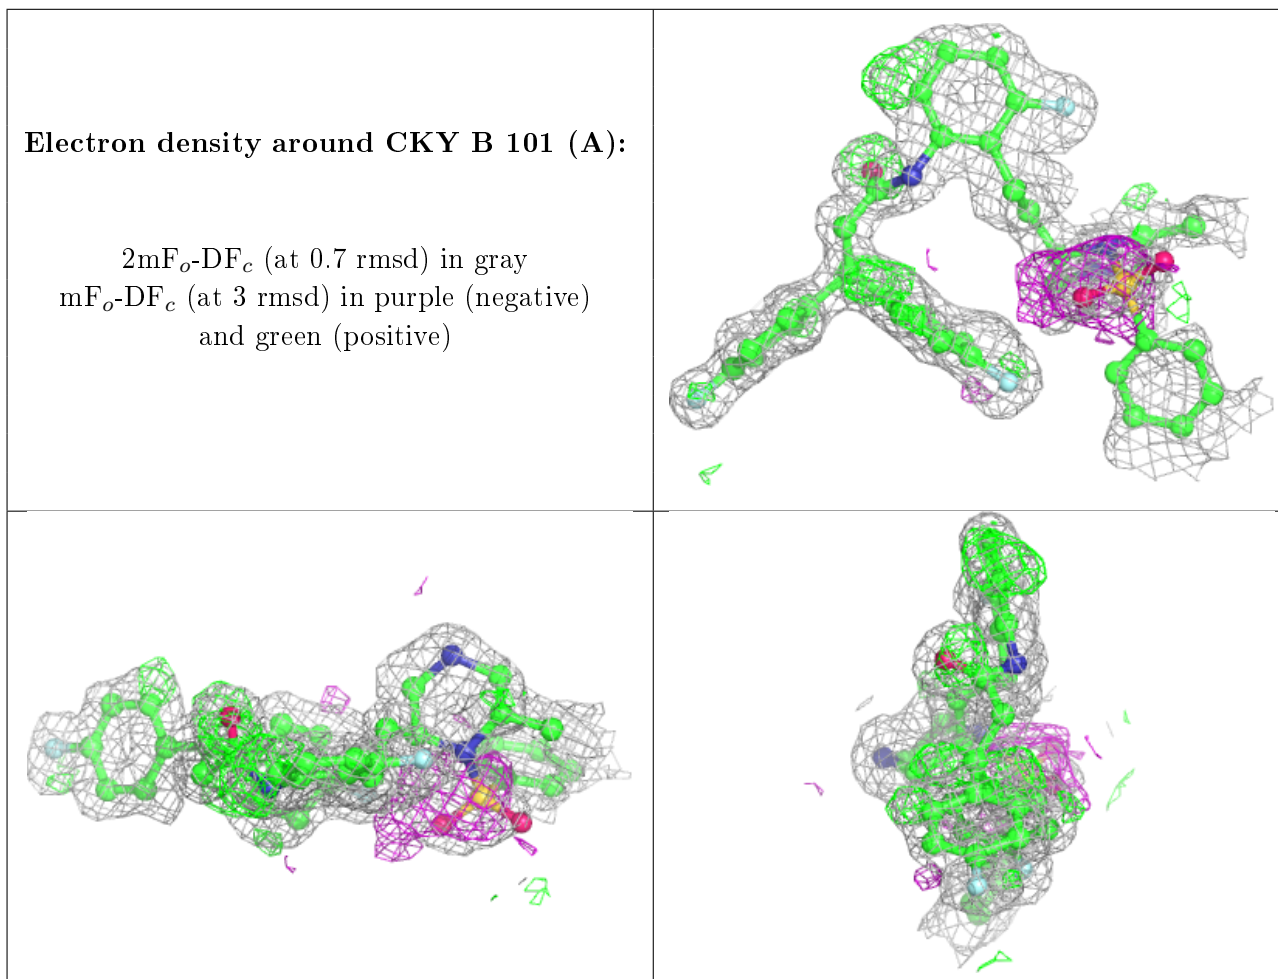 Electron density around CKY B 101 (A):
2mFₒ-DF𝒸 (at 0.7 rmsd) in gray
mFₒ-DF𝒸 (at 3 rmsd) in purple (negative)
and green (positive)